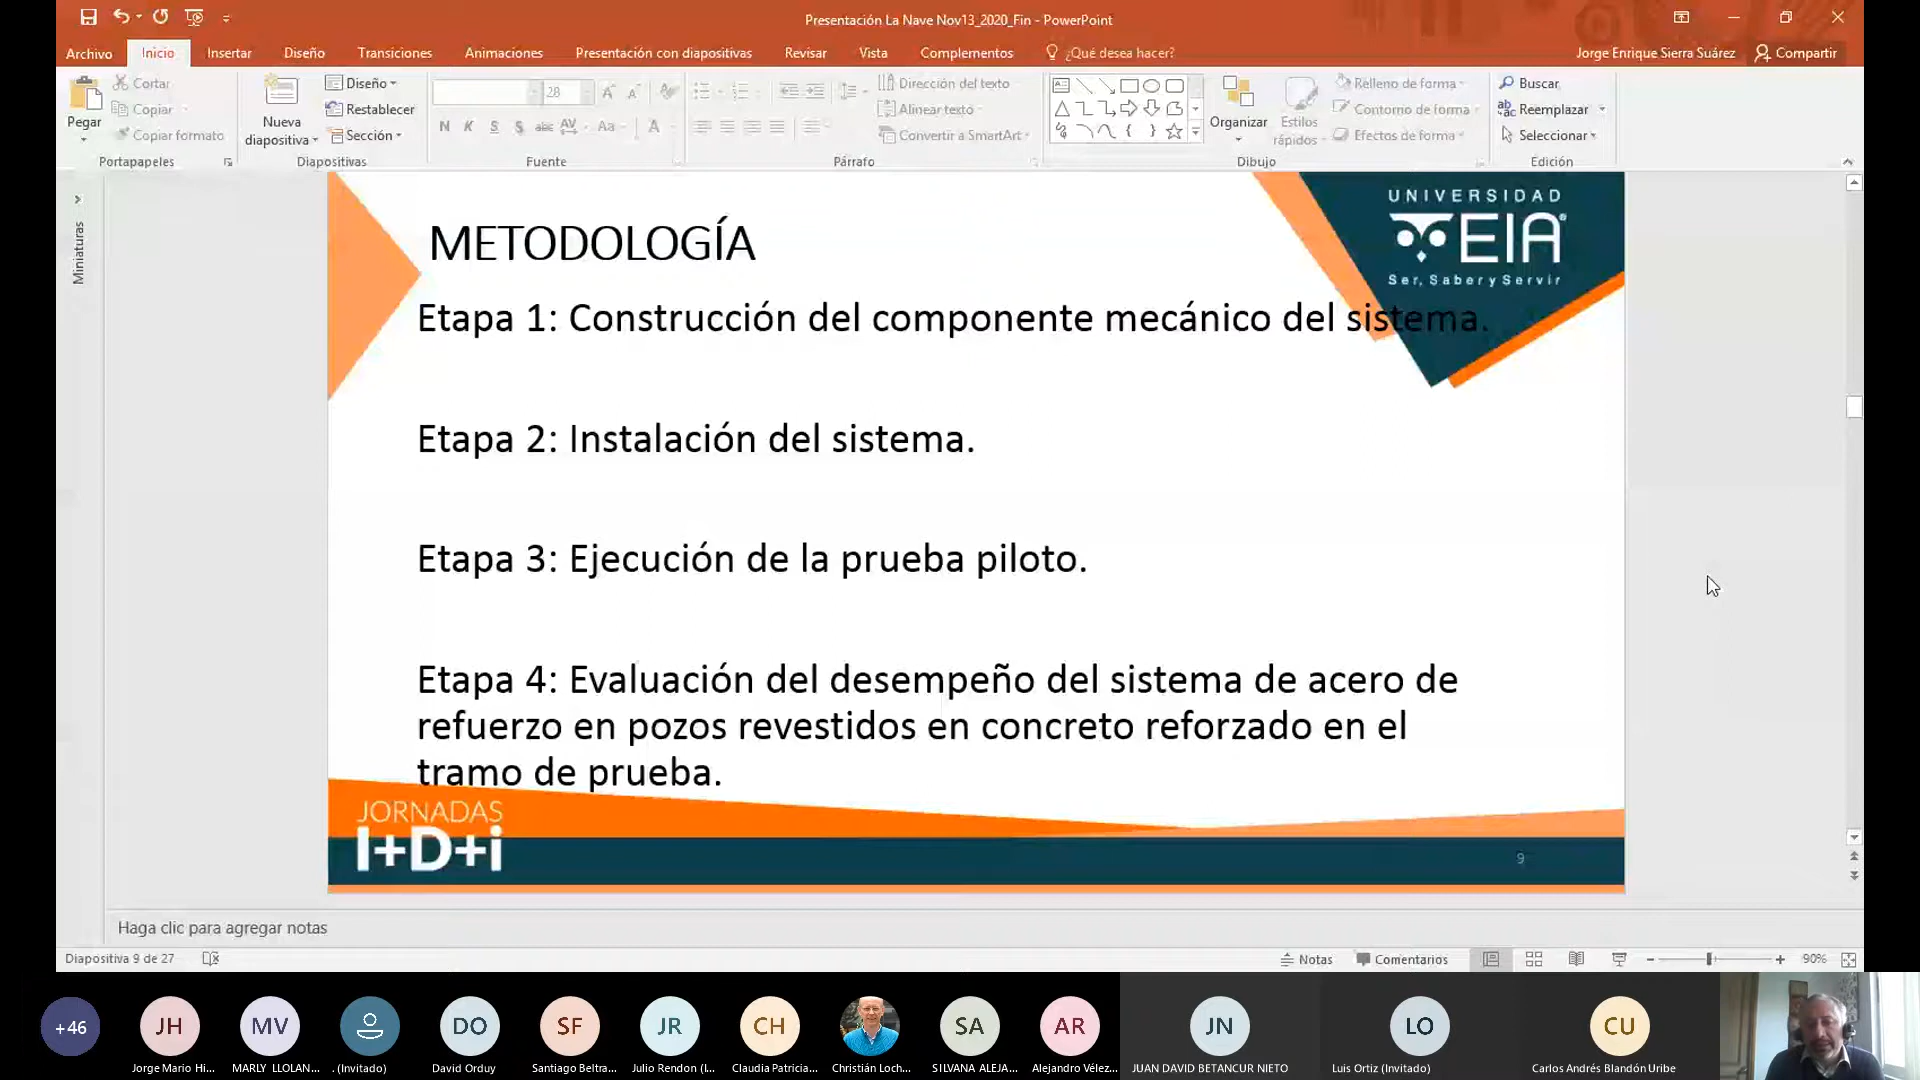 Presentación La Nave Nov13_2020_Fin - PowerPoint
Archivo Inicio Insertar Diseño Transiciones Animaciones Presentación con diapositivas Revisar Vista Complementos ¿Qué desea hacer? Jorge Enrique Sierra Suárez Compartir
Pegar
Cortar
Copiar
Copiar formato
Portapapeles
Nueva
diapositiva
Diseño
Restablecer
Sección
Diapositivas
28
N K S S abc AV Aa A
Fuente
Dirección del texto
Alinear texto
Convertir a SmartArt
Párrafo
Organizar
Estilos
rápidos
Relleno de forma
Contorno de forma
Efectos de forma
Dibujo
Buscar
Reemplazar
Seleccionar
Edición
Miniaturas
UNIVERSIDAD
EIA
Ser, Saber y Servir
METODOLOGÍA
Etapa 1: Construcción del componente mecánico del sistema.
Etapa 2: Instalación del sistema.
Etapa 3: Ejecución de la prueba piloto.
Etapa 4: Evaluación del desempeño del sistema de acero de
refuerzo en pozos revestidos en concreto reforzado en el
tramo de prueba.
JORNADAS
I+D+i
9
Haga clic para agregar notas
Diapositiva 9 de 27 Notas Comentarios 90%
+46 JH MV DO SF JR CH SA AR JN LO CU
Jorge Mario Hi... MARLY LLOLAN... . (Invitado) David Orduy Santiago Beltra... Julio Rendon (I... Claudia Patricia... Christián Loch... SILVANA ALEJA... Alejandro Vélez... JUAN DAVID BETANCUR NIETO Luis Ortiz (Invitado) Carlos Andrés Blandón Uribe